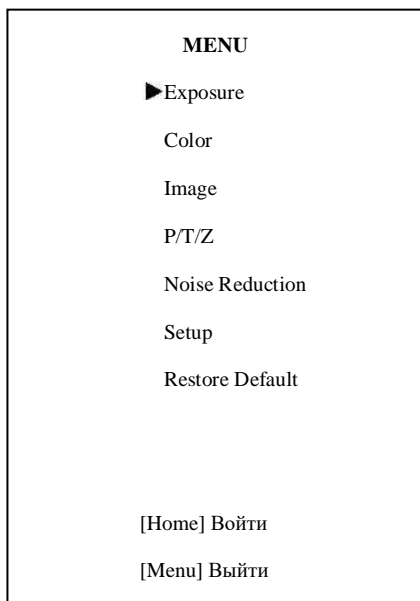 MENU
Exposure
Color
Image
P/T/Z
Noise Reduction
Setup
Restore Default
[Home] Войти
[Menu] Выйти